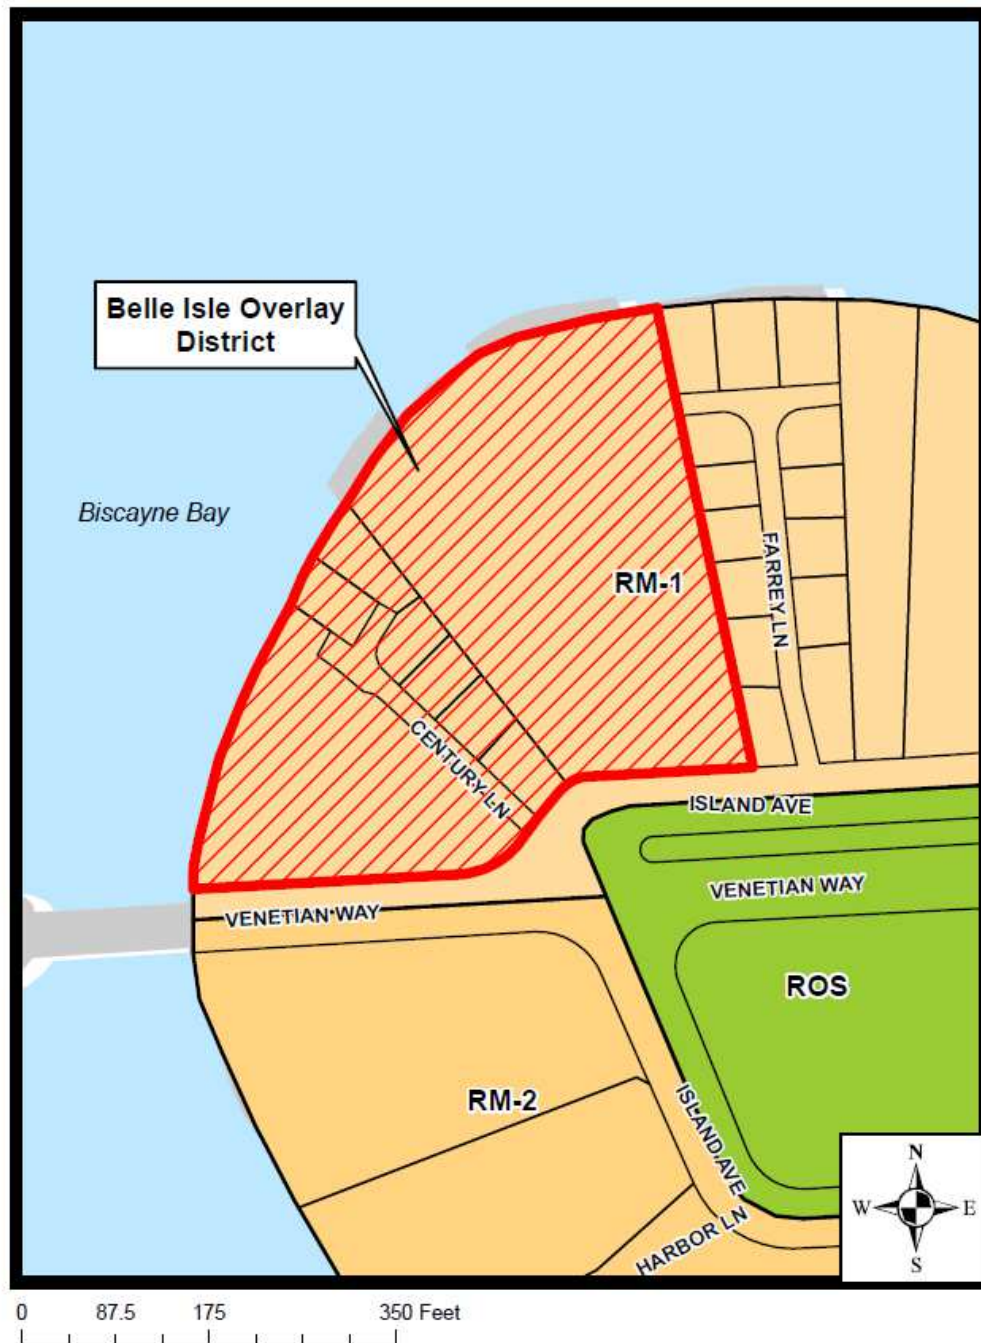 Belle Isle Overlay
District
Biscayne Bay
RM-1
FARREY LN
CENTURY LN
ISLAND AVE
VENETIAN WAY
VENETIAN WAY
ROS
RM-2
ISLAND AVE
HARBOR LN
N
W E
S
0 87.5 175 350 Feet